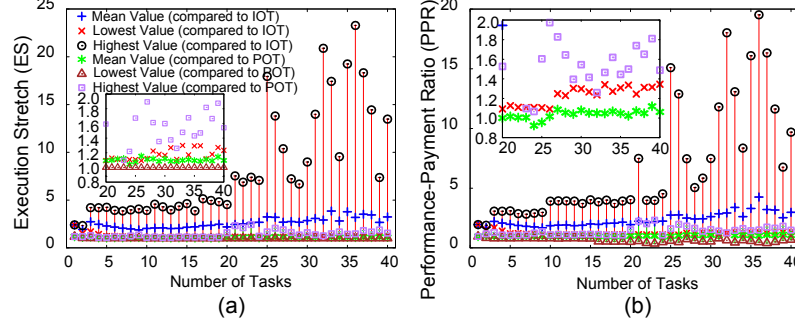 25
20
15
10
5
0
Execution Stretch (ES)
Mean Value (compared to IOT)
Lowest Value (compared to IOT)
Highest Value (compared to IOT)
Mean Value (compared to POT)
Lowest Value (compared to POT)
Highest Value (compared to POT)
2.0
1.8
1.6
1.4
1.2
1.0
0.8
20 25 30 35 40
0 5 10 15 20 25 30 35 40
Number of Tasks
(a)
20
15
10
5
0
Performance-Payment Ratio (PPR)
2.0
1.8
1.6
1.4
1.2
1.0
0.8
20 25 30 35 40
0 5 10 15 20 25 30 35 40
Number of Tasks
(b)